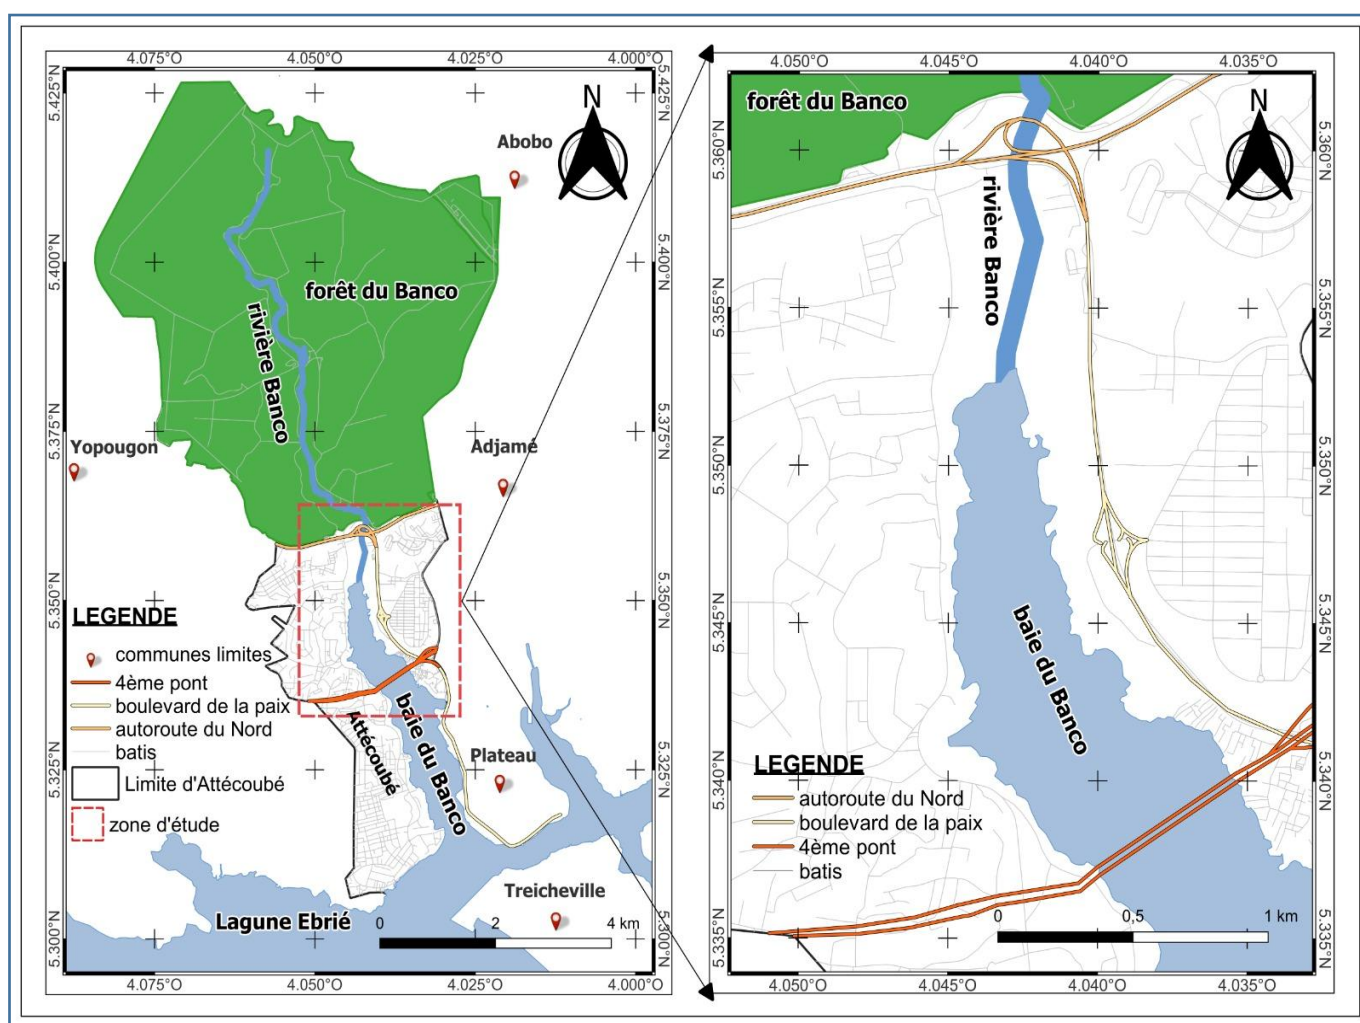 4.075°O 4.050°O 4.025°O 4.000°O
5.425°N 5.425°N
N
Abobo
5.400°N 5.400°N
forêt du Banco
rivière Banco
5.375°N 5.375°N
Yopougon
Adjamé
5.350°N 5.350°N
LEGENDE
communes limites
4ème pont
boulevard de la paix
autoroute du Nord
batis
Limite d'Attécoubé
zone d'étude
Attécoubé
baie du Banco
Plateau
5.325°N 5.325°N
Treicheville
Lagune Ebrié
0 2 4 km
5.300°N 5.300°N
4.075°O 4.050°O 4.025°O 4.000°O
4.050°O 4.045°O 4.040°O 4.035°O
forêt du Banco
N
5.360°N 5.360°N
rivière Banco
5.355°N 5.355°N
5.350°N 5.350°N
5.345°N 5.345°N
baie du Banco
5.340°N 5.340°N
LEGENDE
autoroute du Nord
boulevard de la paix
4ème pont
batis
0 0,5 1 km
5.335°N 5.335°N
4.050°O 4.045°O 4.040°O 4.035°O